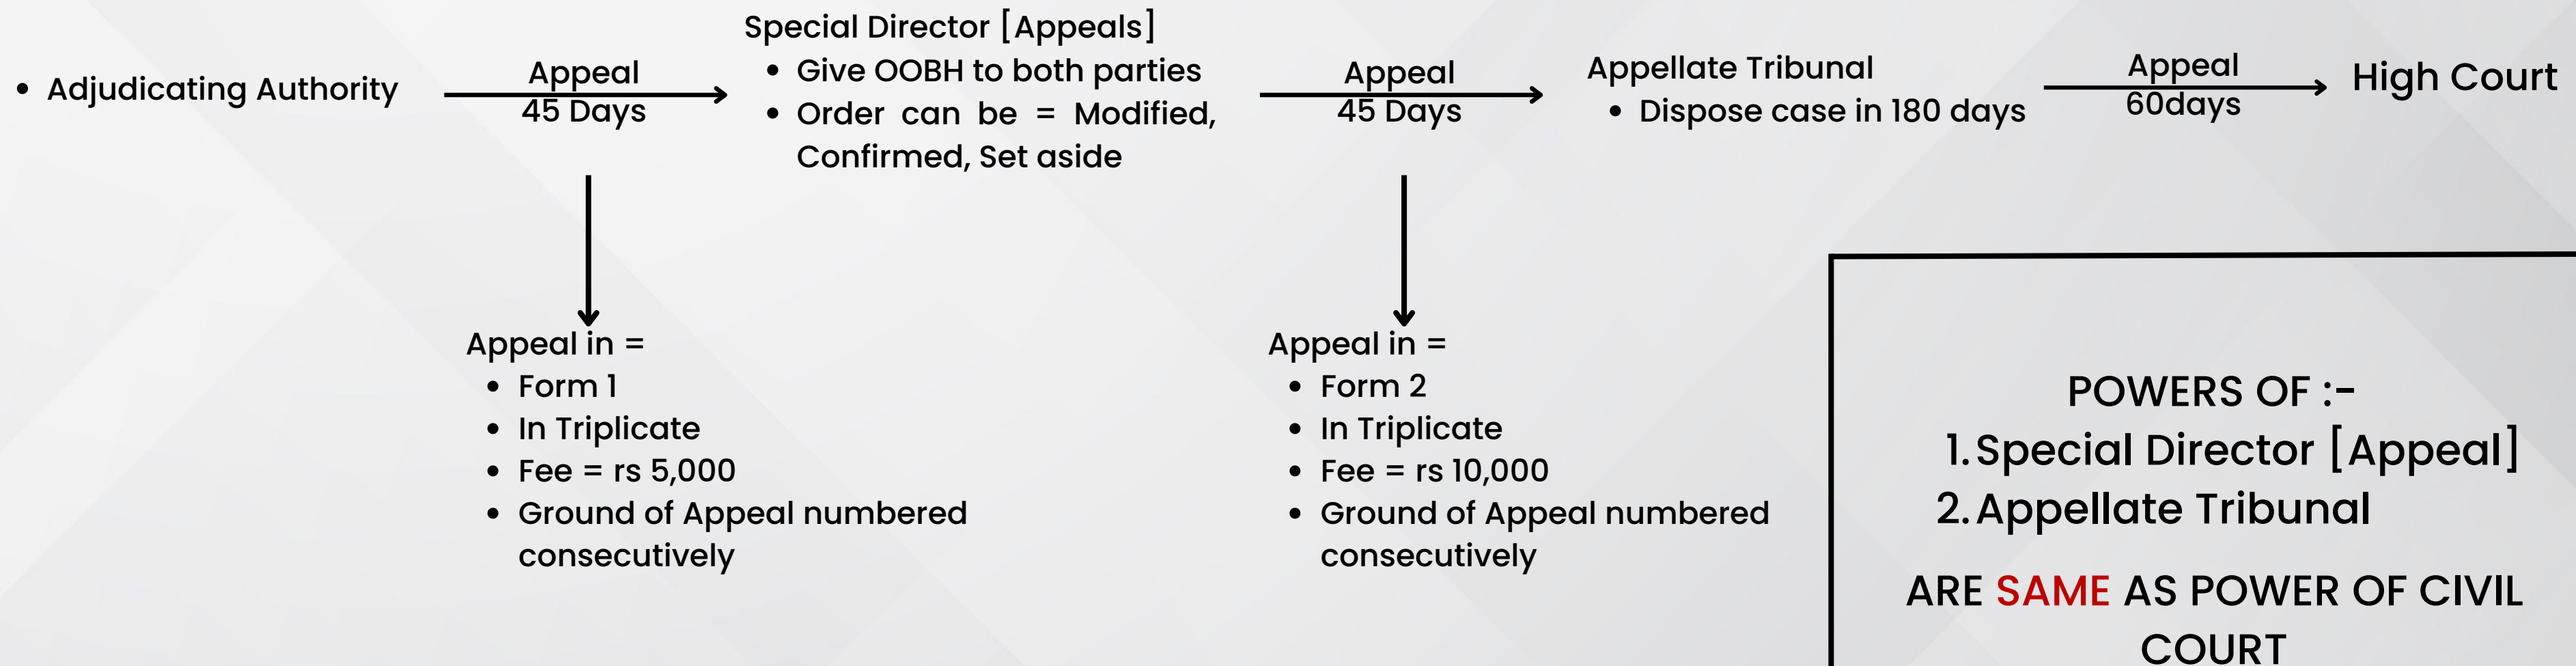 • Adjudicating Authority
Appeal
45 Days
Special Director [Appeals]
• Give OOBH to both parties
• Order can be = Modified,
Confirmed, Set aside
Appeal
45 Days
Appellate Tribunal
• Dispose case in 180 days
Appeal
60days
High Court
Appeal in =
• Form 1
• In Triplicate
• Fee = rs 5,000
• Ground of Appeal numbered
consecutively
Appeal in =
• Form 2
• In Triplicate
• Fee = rs 10,000
• Ground of Appeal numbered
consecutively
POWERS OF :-
1. Special Director [Appeal]
2. Appellate Tribunal
ARE SAME AS POWER OF CIVIL
COURT